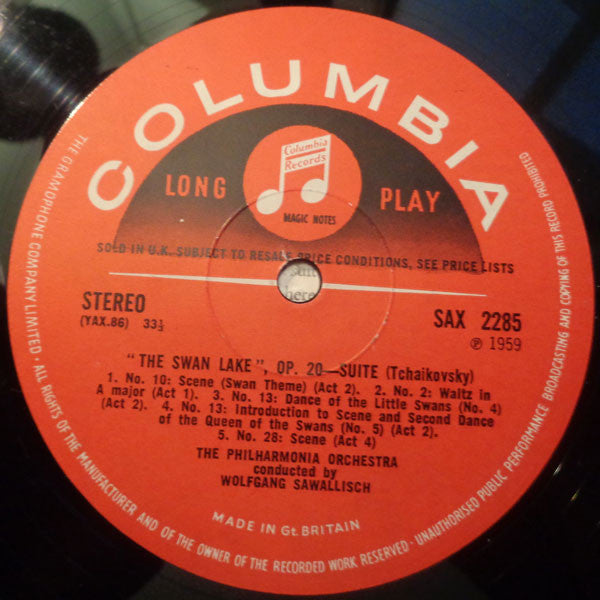 COLUMBIA
Columbia
Records
LONG PLAY
MAGIC NOTES
SOLD IN U.K. SUBJECT TO RESALE PRICE CONDITIONS, SEE PRICE LISTS
here
STEREO
(YAX.86) 33⅓
SAX 2285
℗ 1959
"THE SWAN LAKE", OP. 20—SUITE (Tchaikovsky)
1. No. 10: Scene (Swan Theme) (Act 2). 2. No. 2: Waltz in
A major (Act 1). 3. No. 13: Dance of the Little Swans (No. 4)
(Act 2). 4. No. 13: Introduction to Scene and Second Dance
of the Queen of the Swans (No. 5) (Act 2).
5. No. 28: Scene (Act 4)
THE PHILHARMONIA ORCHESTRA
conducted by
WOLFGANG SAWALLISCH
MADE IN Gt. BRITAIN
THE GRAMOPHONE COMPANY LIMITED · ALL RIGHTS OF THE MANUFACTURER AND OF THE OWNER OF THE RECORDED WORK RESERVED · UNAUTHORISED PUBLIC PERFORMANCE BROADCASTING AND COPYING OF THIS RECORD PROHIBITED